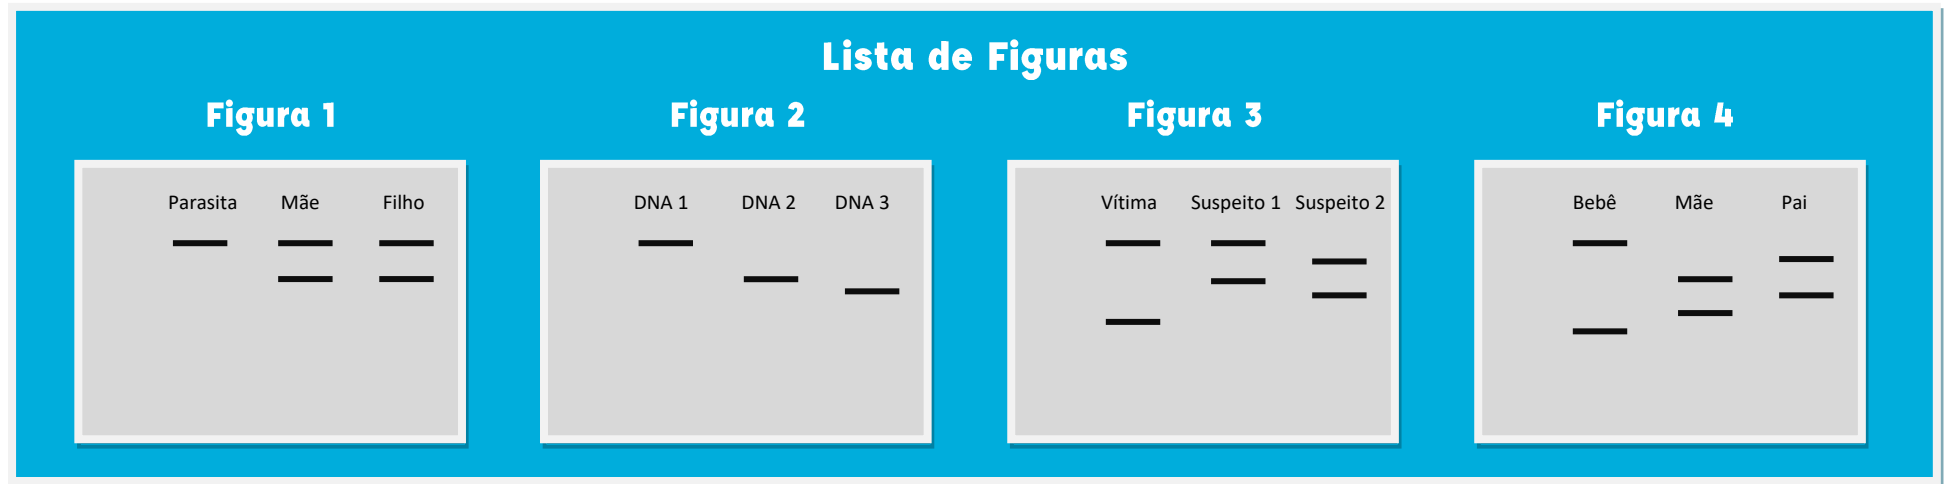 Lista de Figuras
Figura 1
Figura 2
Figura 3
Figura 4
Parasita Mãe Filho
DNA 1 DNA 2 DNA 3
Vítima Suspeito 1 Suspeito 2
Bebê Mãe Pai